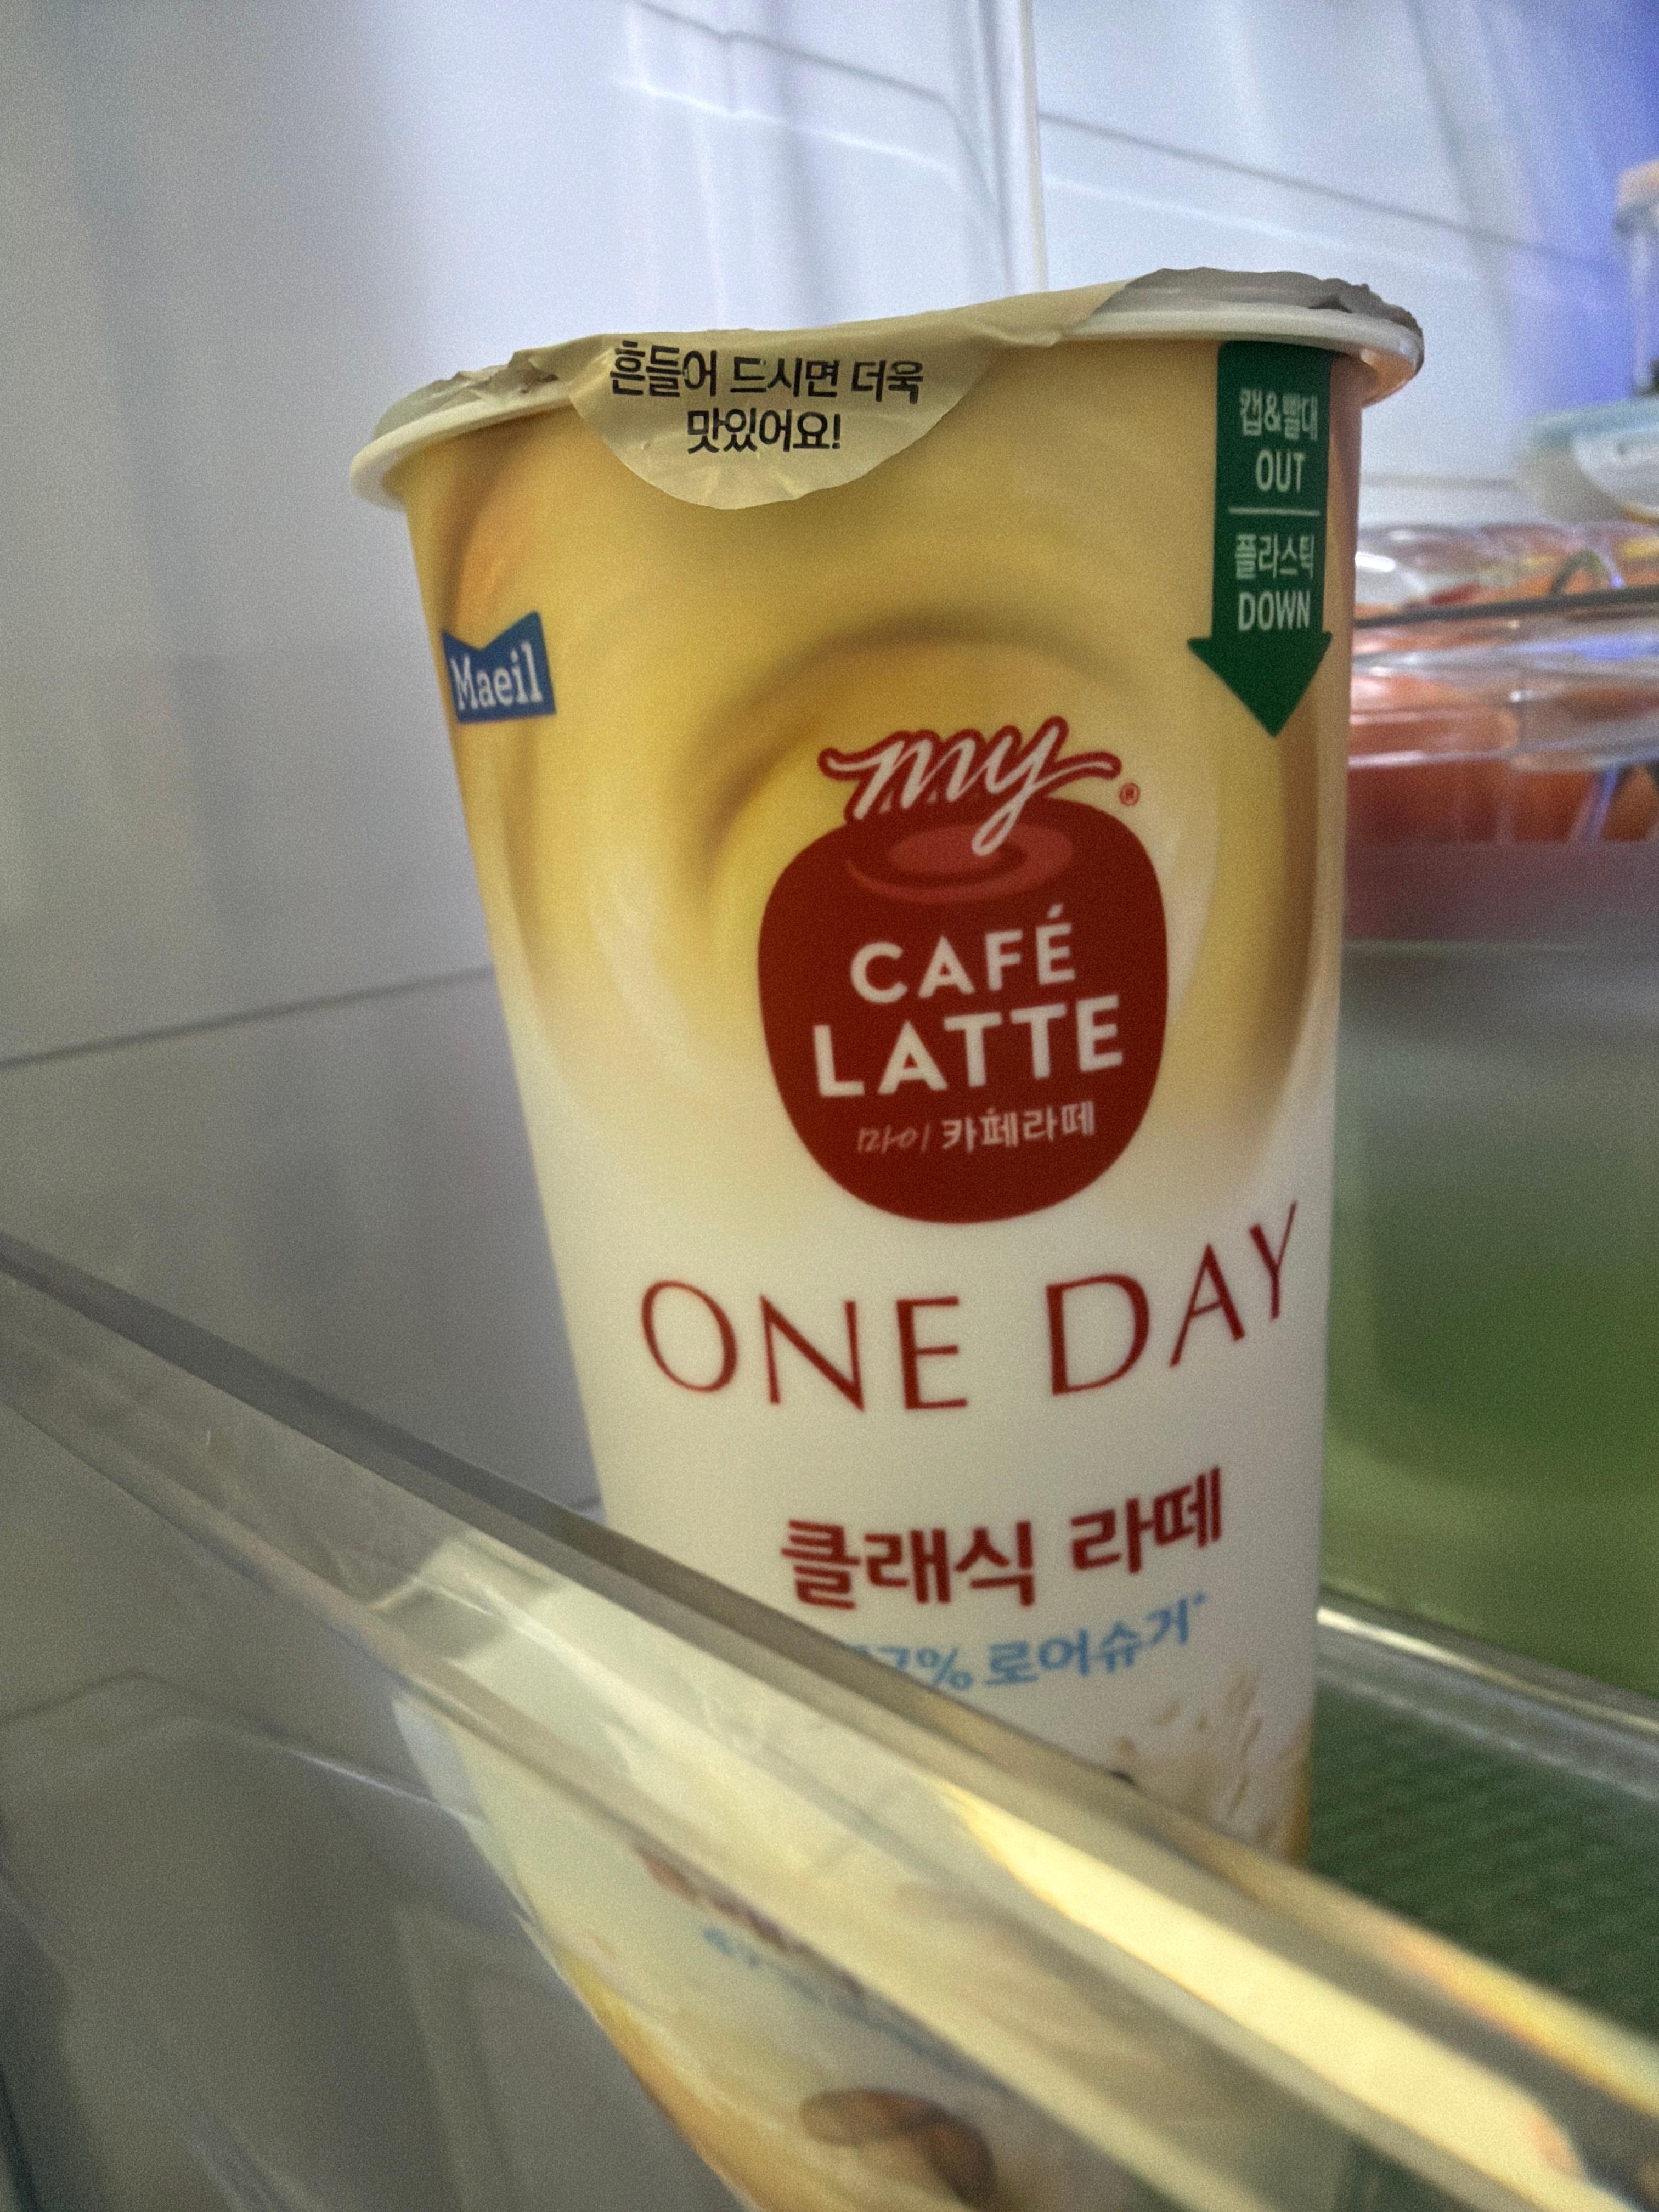 흔들어 드시면 더욱
맛있어요!
캡&빨대
OUT
플라스틱
DOWN
Maeil
my®
CAFÉ
LATTE
마이 카페라떼
ONE DAY
클래식 라떼
로어슈거*